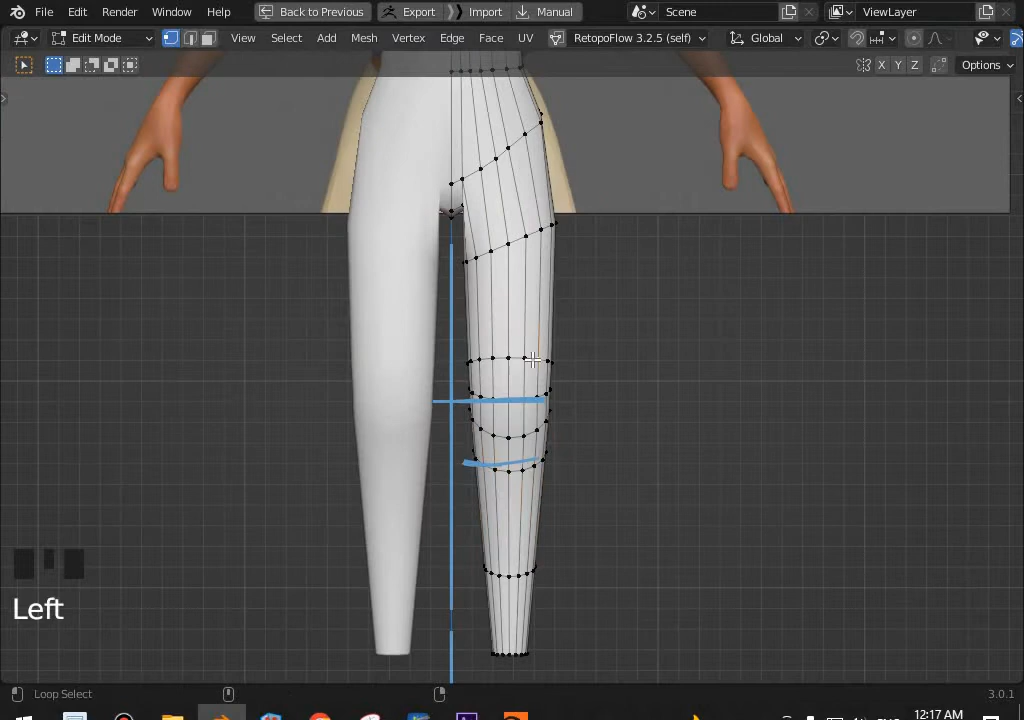 File Edit Render Window Help Back to Previous Export Import Manual Scene ViewLayer
Edit Mode View Select Add Mesh Vertex Edge Face UV RetopoFlow 3.2.5 (self) Global
X Y Z Options
Left
Loop Select 3.0.1
12:17 AM